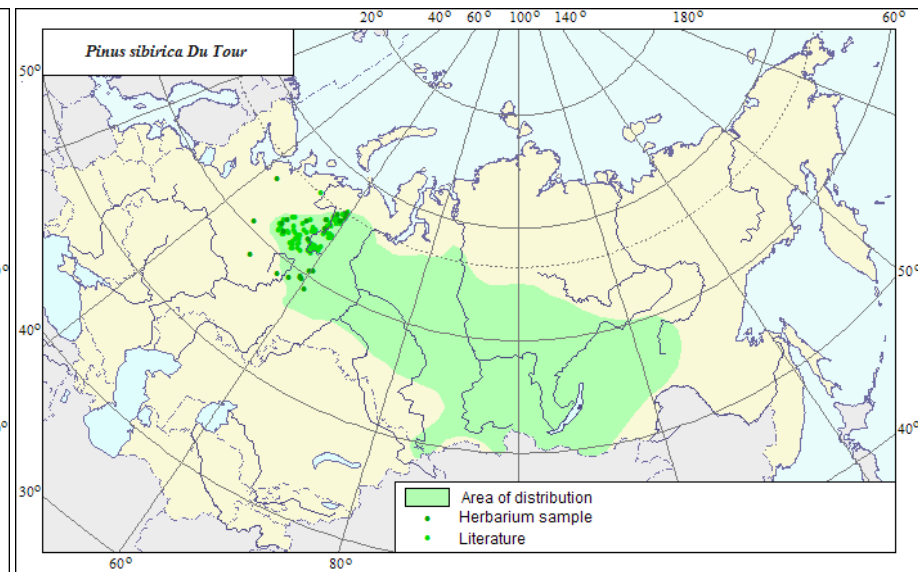 20° 40° 60° 100° 140° 180° 60°
Pinus sibirica Du Tour
50°
50°
40°
40°
30°
60° 80°
Area of distribution
Herbarium sample
Literature